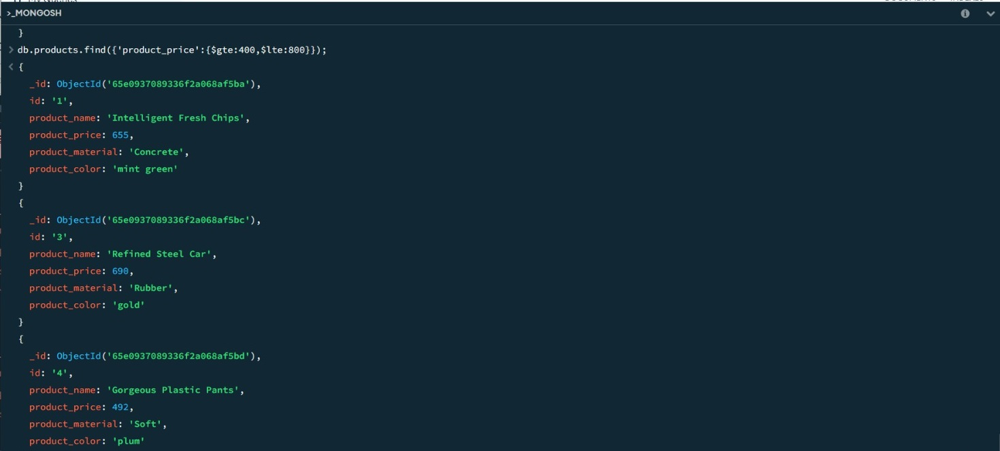 >_MONGOSH
}
> db.products.find({'product_price':{$gte:400,$lte:800}});
< {
_id: ObjectId('65e0937089336f2a068af5ba'),
id: '1',
product_name: 'Intelligent Fresh Chips',
product_price: 655,
product_material: 'Concrete',
product_color: 'mint green'
}
{
_id: ObjectId('65e0937089336f2a068af5bc'),
id: '3',
product_name: 'Refined Steel Car',
product_price: 690,
product_material: 'Rubber',
product_color: 'gold'
}
{
_id: ObjectId('65e0937089336f2a068af5bd'),
id: '4',
product_name: 'Gorgeous Plastic Pants',
product_price: 492,
product_material: 'Soft',
product_color: 'plum'